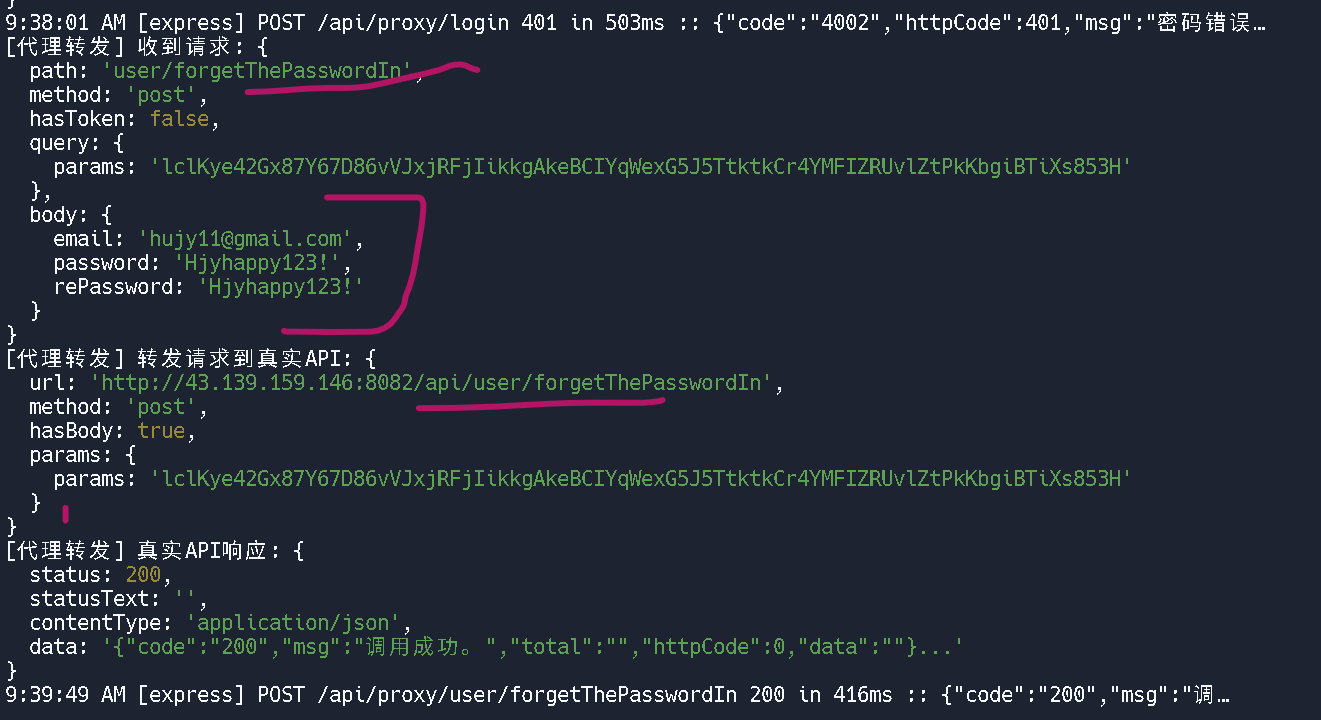 }
9:38:01 AM [express] POST /api/proxy/login 401 in 503ms :: {"code":"4002","httpCode":401,"msg":"密码错误…
[代理转发] 收到请求: {
  path: 'user/forgetThePasswordIn',
  method: 'post',
  hasToken: false,
  query: {
    params: 'lclKye42Gx87Y67D86vVJxjRFjIikkgAkeBCIYqWexG5J5TtktkCr4YMFIZRUvlZtPkKbgiBTiXs853H'
  },
  body: {
    email: 'hujy11@gmail.com',
    password: 'Hjyhappy123!',
    rePassword: 'Hjyhappy123!'
  }
}
[代理转发] 转发请求到真实API: {
  url: 'http://43.139.159.146:8082/api/user/forgetThePasswordIn',
  method: 'post',
  hasBody: true,
  params: {
    params: 'lclKye42Gx87Y67D86vVJxjRFjIikkgAkeBCIYqWexG5J5TtktkCr4YMFIZRUvlZtPkKbgiBTiXs853H'
  }
}
[代理转发] 真实API响应: {
  status: 200,
  statusText: '',
  contentType: 'application/json',
  data: '{"code":"200","msg":"调用成功。","total":"","httpCode":0,"data":""}...'
}
9:39:49 AM [express] POST /api/proxy/user/forgetThePasswordIn 200 in 416ms :: {"code":"200","msg":"调…